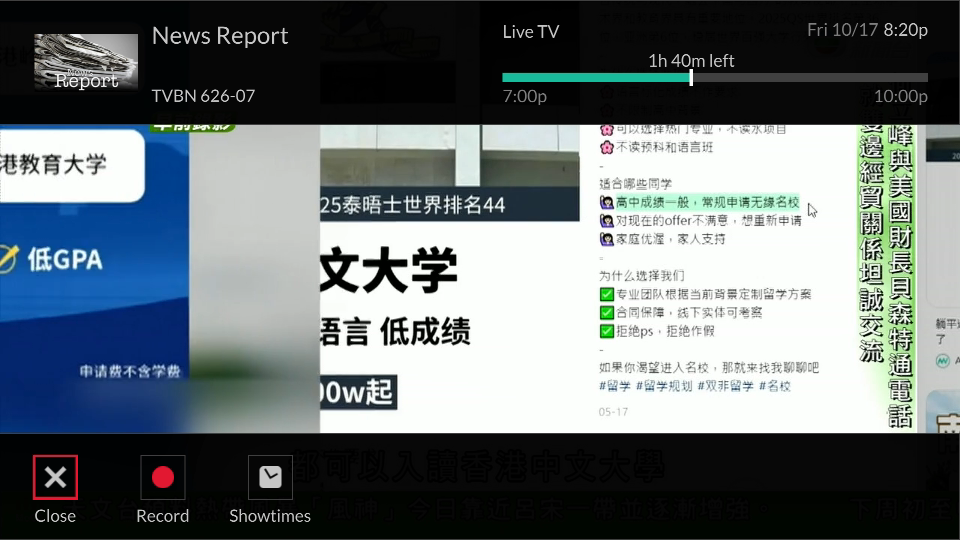 News Report
Report
TVBN 626-07
Live TV
Fri 10/17 8:20p
1h 40m left
7:00p
10:00p
港教育大学
低GPA
申请费不含学费
25泰晤士世界排名44
文大学
语言 低成绩
00w起
可以选择热门专业，不读水项目
不读预科和语言班
-
适合哪些同学
高中成绩一般，常规申请无缘名校
对现在的offer不满意，想重新申请
家庭优渥，家人支持
=
为什么选择我们
专业团队根据当前背景定制留学方案
合同保障，线下实体可考察
拒绝ps，拒绝作假
-
如果你渴望进入名校，那就来找我聊聊吧
#留学 #留学规划 #双非留学 #名校
05-17
峰與美國財長貝森特通電話
雙邊經貿關係坦誠交流
躺平
了
都可以入讀香港中文大學
Close
Record
Showtimes